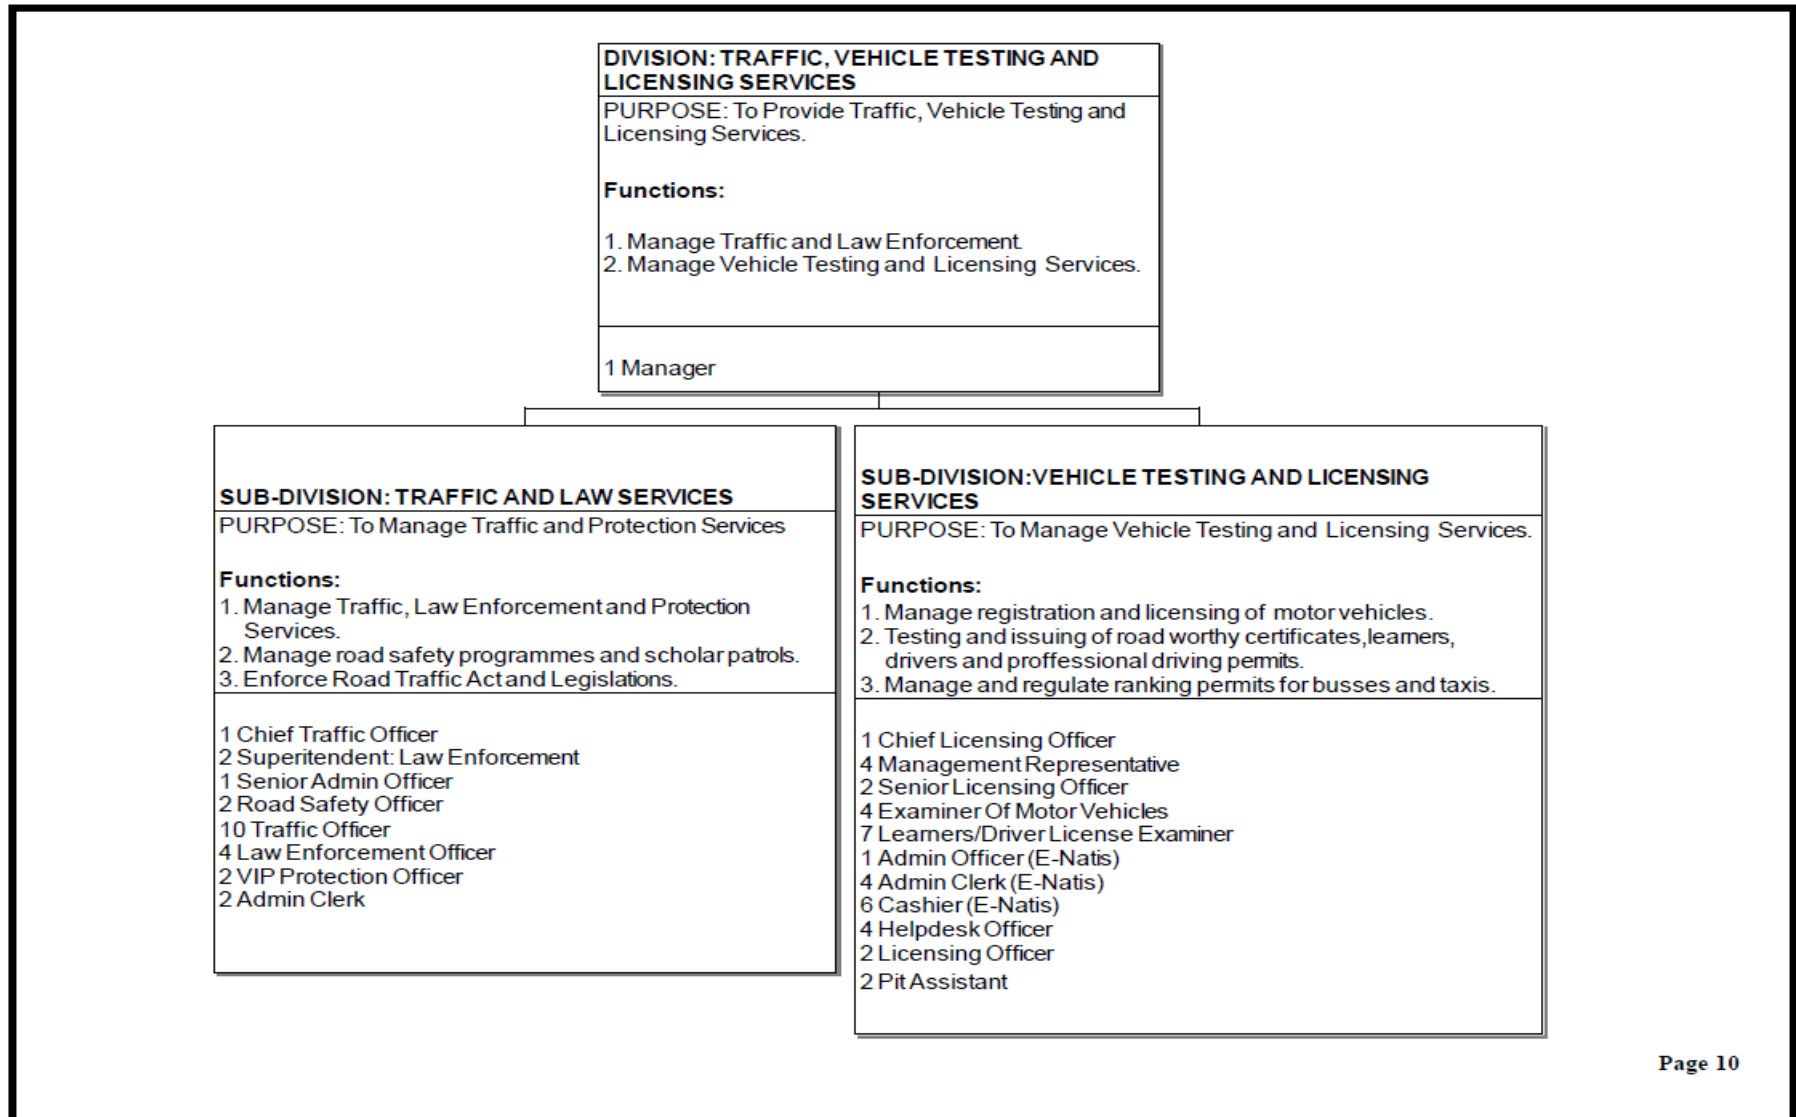 DIVISION: TRAFFIC, VEHICLE TESTING AND
LICENSING SERVICES
PURPOSE: To Provide Traffic, Vehicle Testing and
Licensing Services.
Functions:
1. Manage Traffic and Law Enforcement.
2. Manage Vehicle Testing and Licensing Services.
1 Manager
SUB-DIVISION: TRAFFIC AND LAW SERVICES
PURPOSE: To Manage Traffic and Protection Services
Functions:
1. Manage Traffic, Law Enforcement and Protection
Services.
2. Manage road safety programmes and scholar patrols.
3. Enforce Road Traffic Act and Legislations.
1 Chief Traffic Officer
2 Superitendent: Law Enforcement
1 Senior Admin Officer
2 Road Safety Officer
10 Traffic Officer
4 Law Enforcement Officer
2 VIP Protection Officer
2 Admin Clerk
SUB-DIVISION:VEHICLE TESTING AND LICENSING
SERVICES
PURPOSE: To Manage Vehicle Testing and Licensing Services.
Functions:
1. Manage registration and licensing of motor vehicles.
2. Testing and issuing of road worthy certificates,learners,
drivers and proffessional driving permits.
3. Manage and regulate ranking permits for busses and taxis.
1 Chief Licensing Officer
4 Management Representative
2 Senior Licensing Officer
4 Examiner Of Motor Vehicles
7 Learners/Driver License Examiner
1 Admin Officer (E-Natis)
4 Admin Clerk (E-Natis)
6 Cashier (E-Natis)
4 Helpdesk Officer
2 Licensing Officer
2 Pit Assistant
Page 10